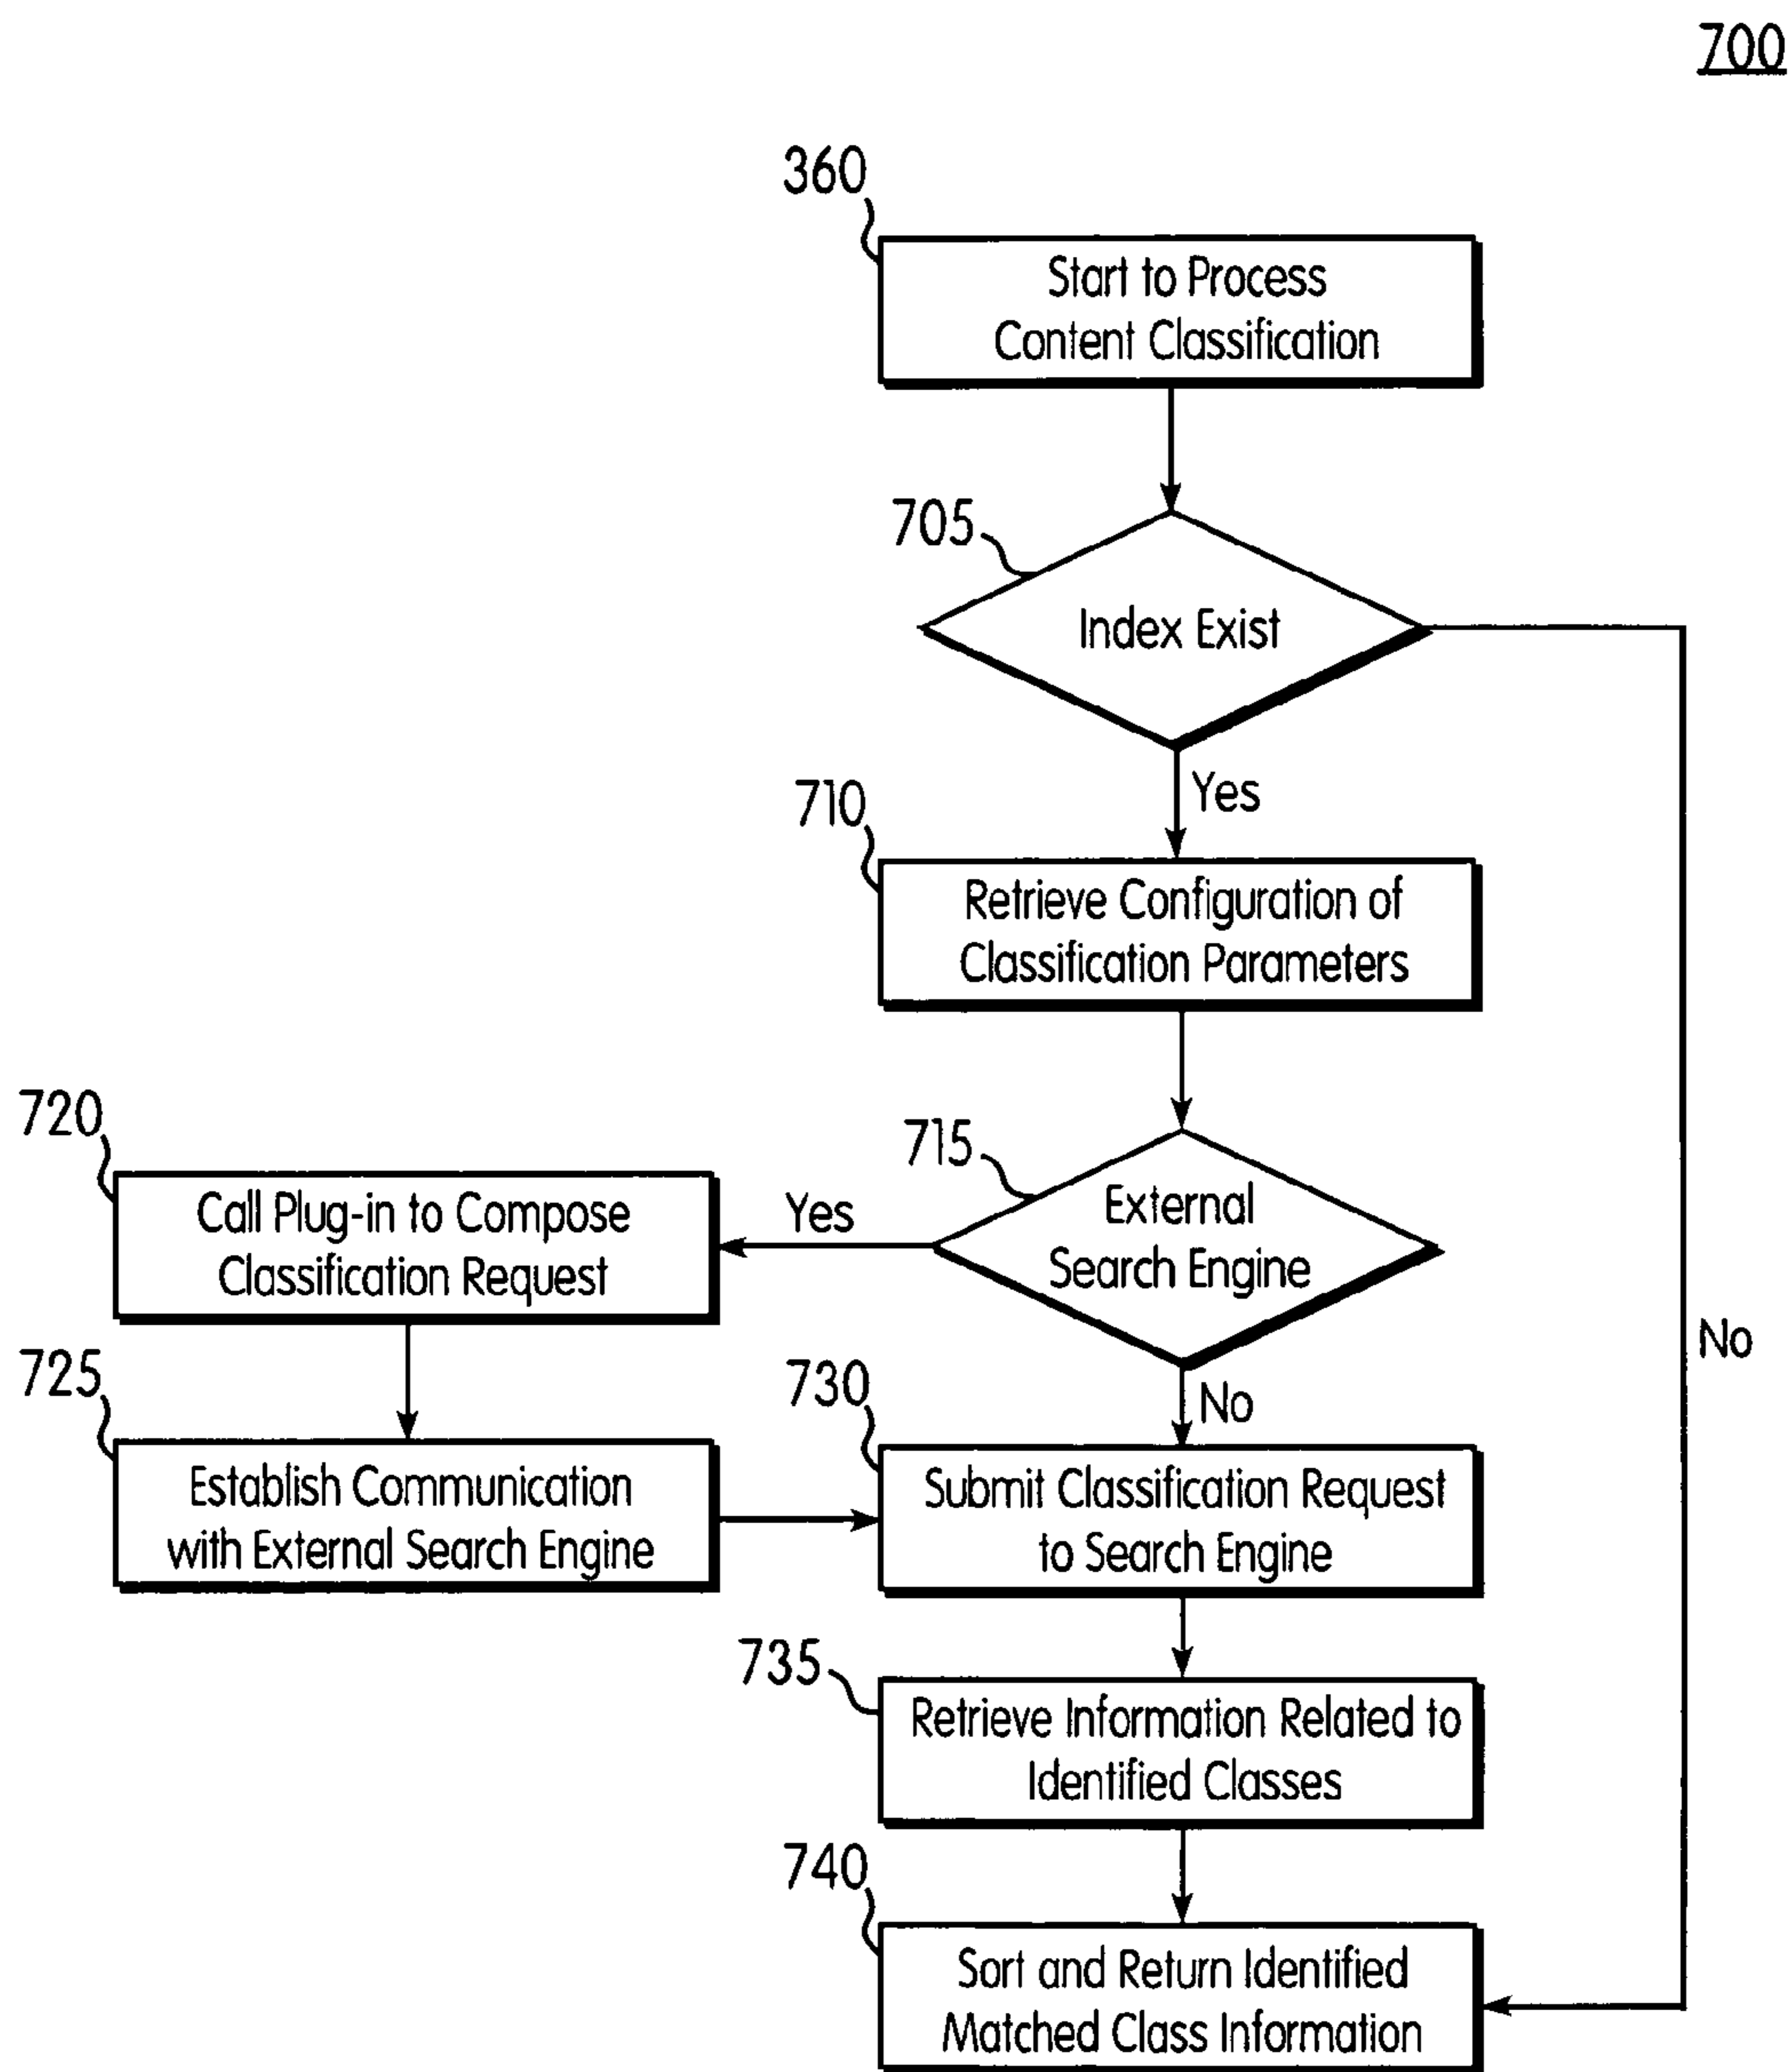 700
360
Start to Process
Content Classification
705
Index Exist
Yes
710
Retrieve Configuration of
Classification Parameters
720
Call Plug-in to Compose
Classification Request
Yes
715
External
Search Engine
No
725
Establish Communication
with External Search Engine
730
No
Submit Classification Request
to Search Engine
735
Retrieve Information Related to
Identified Classes
740
Sort and Return Identified
Matched Class Information